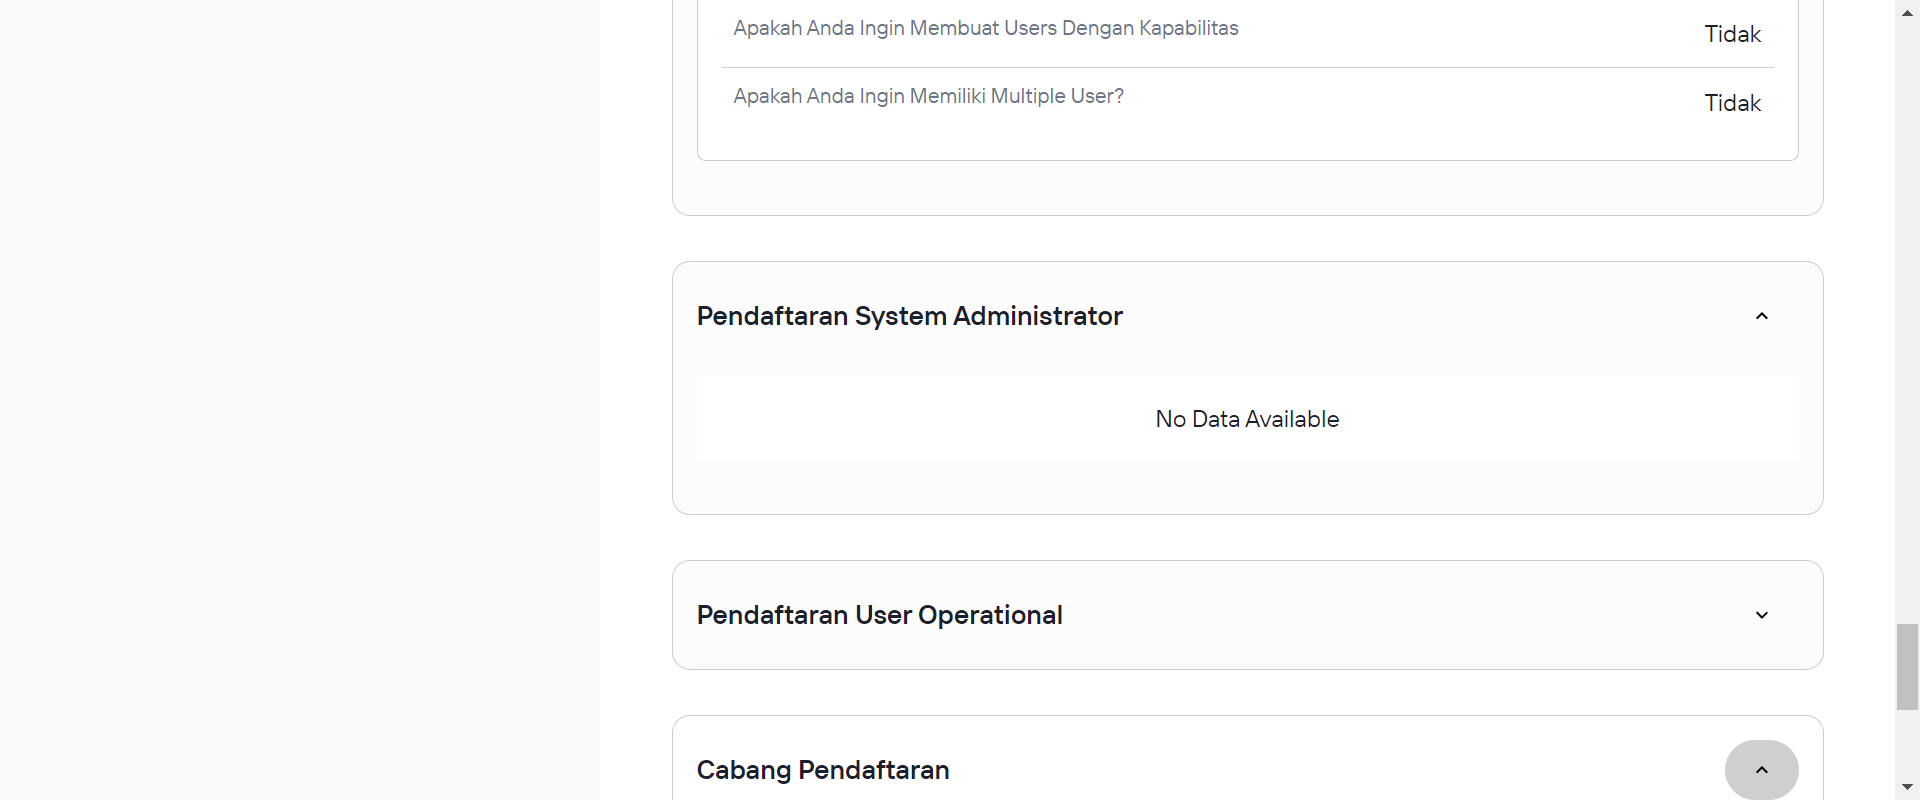 Apakah Anda Ingin Membuat Users Dengan Kapabilitas
Tidak
Apakah Anda Ingin Memiliki Multiple User?
Tidak
Pendaftaran System Administrator
No Data Available
Pendaftaran User Operational
Cabang Pendaftaran